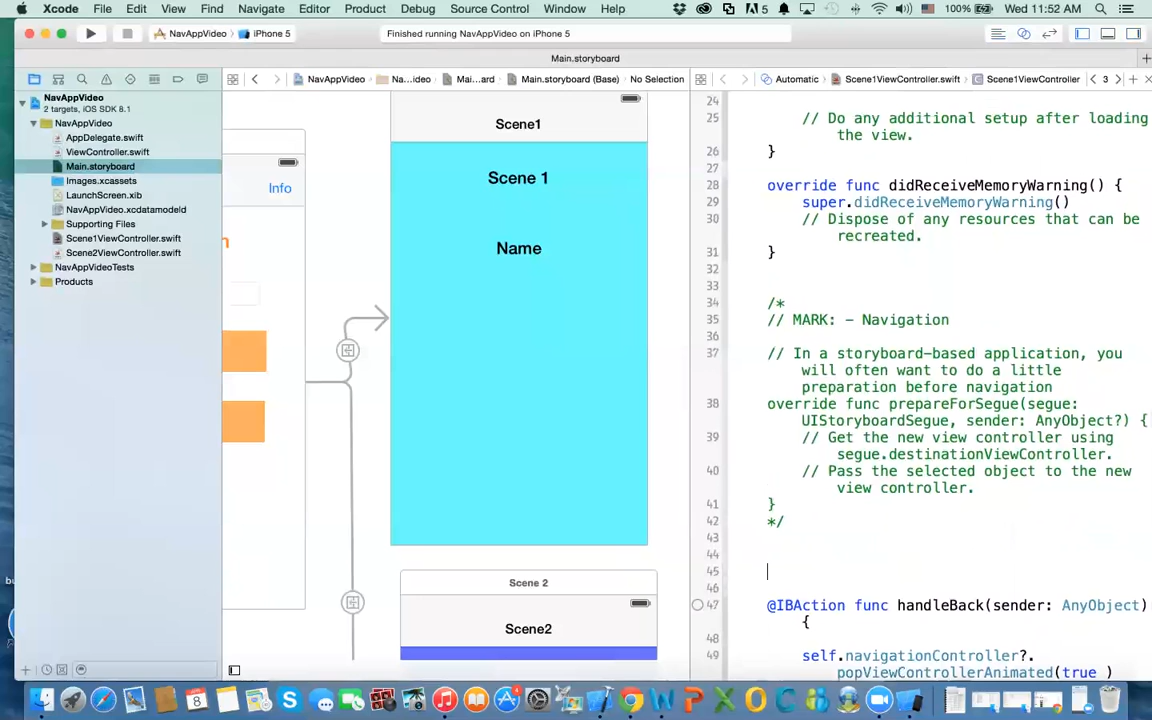 Xcode File Edit View Find Navigate Editor Product Debug Source Control Window Help 5 100% Wed 11:52 AM
NavAppVideo iPhone 5 Finished running NavAppVideo on iPhone 5
Main.storyboard
NavAppVideo Na...ideo Mai...ard Main.storyboard (Base) No Selection Automatic Scene1ViewController.swift Scene1ViewController 3
NavAppVideo
2 targets, iOS SDK 8.1
NavAppVideo
AppDelegate.swift
ViewController.swift
Main.storyboard
Images.xcassets
LaunchScreen.xib
NavAppVideo.xcdatamodeld
Supporting Files
Scene1ViewController.swift
Scene2ViewController.swift
NavAppVideoTests
Products
Info
Scene1
Scene 1
Name
Scene 2
Scene2
24
25 // Do any additional setup after loading
the view.
26 }
27
28 override func didReceiveMemoryWarning() {
29 super.didReceiveMemoryWarning()
30 // Dispose of any resources that can be
recreated.
31 }
32
33
34 /*
35 // MARK: - Navigation
36
37 // In a storyboard-based application, you
will often want to do a little
preparation before navigation
38 override func prepareForSegue(segue:
UIStoryboardSegue, sender: AnyObject?) {
39 // Get the new view controller using
segue.destinationViewController.
40 // Pass the selected object to the new
view controller.
41 }
42 */
43
44
45
46
47 @IBAction func handleBack(sender: AnyObject)
{
48
49 self.navigationController?.
popViewControllerAnimated(true )